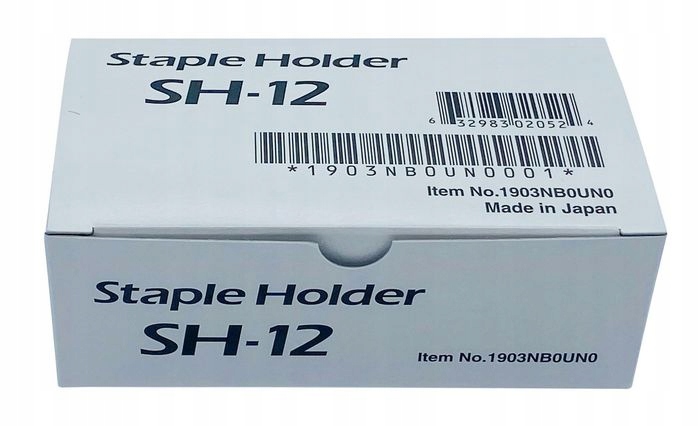 Staple Holder
SH-12
6 32983 02052 4
*1903NB0UN0001*
Item No.1903NB0UN0
Made in Japan
Staple Holder
SH-12
Item No.1903NB0UN0